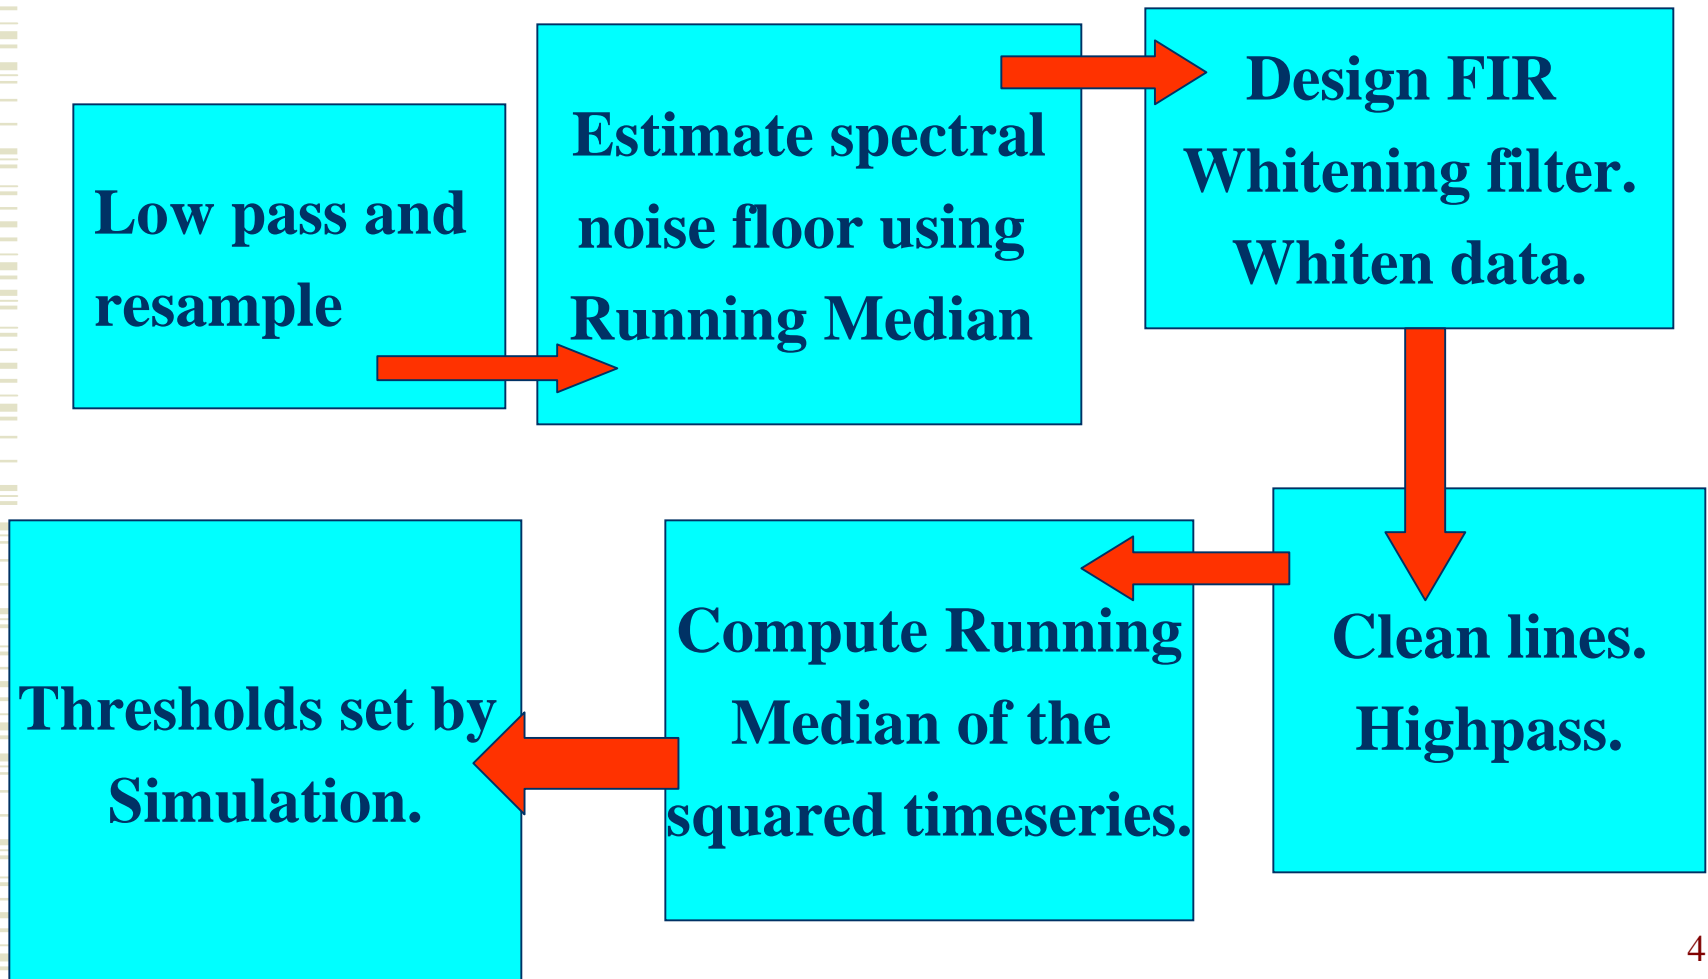 Low pass and
resample
Estimate spectral
noise floor using
Running Median
Design FIR
Whitening filter.
Whiten data.
Clean lines.
Highpass.
Compute Running
Median of the
squared timeseries.
Thresholds set by
Simulation.
4